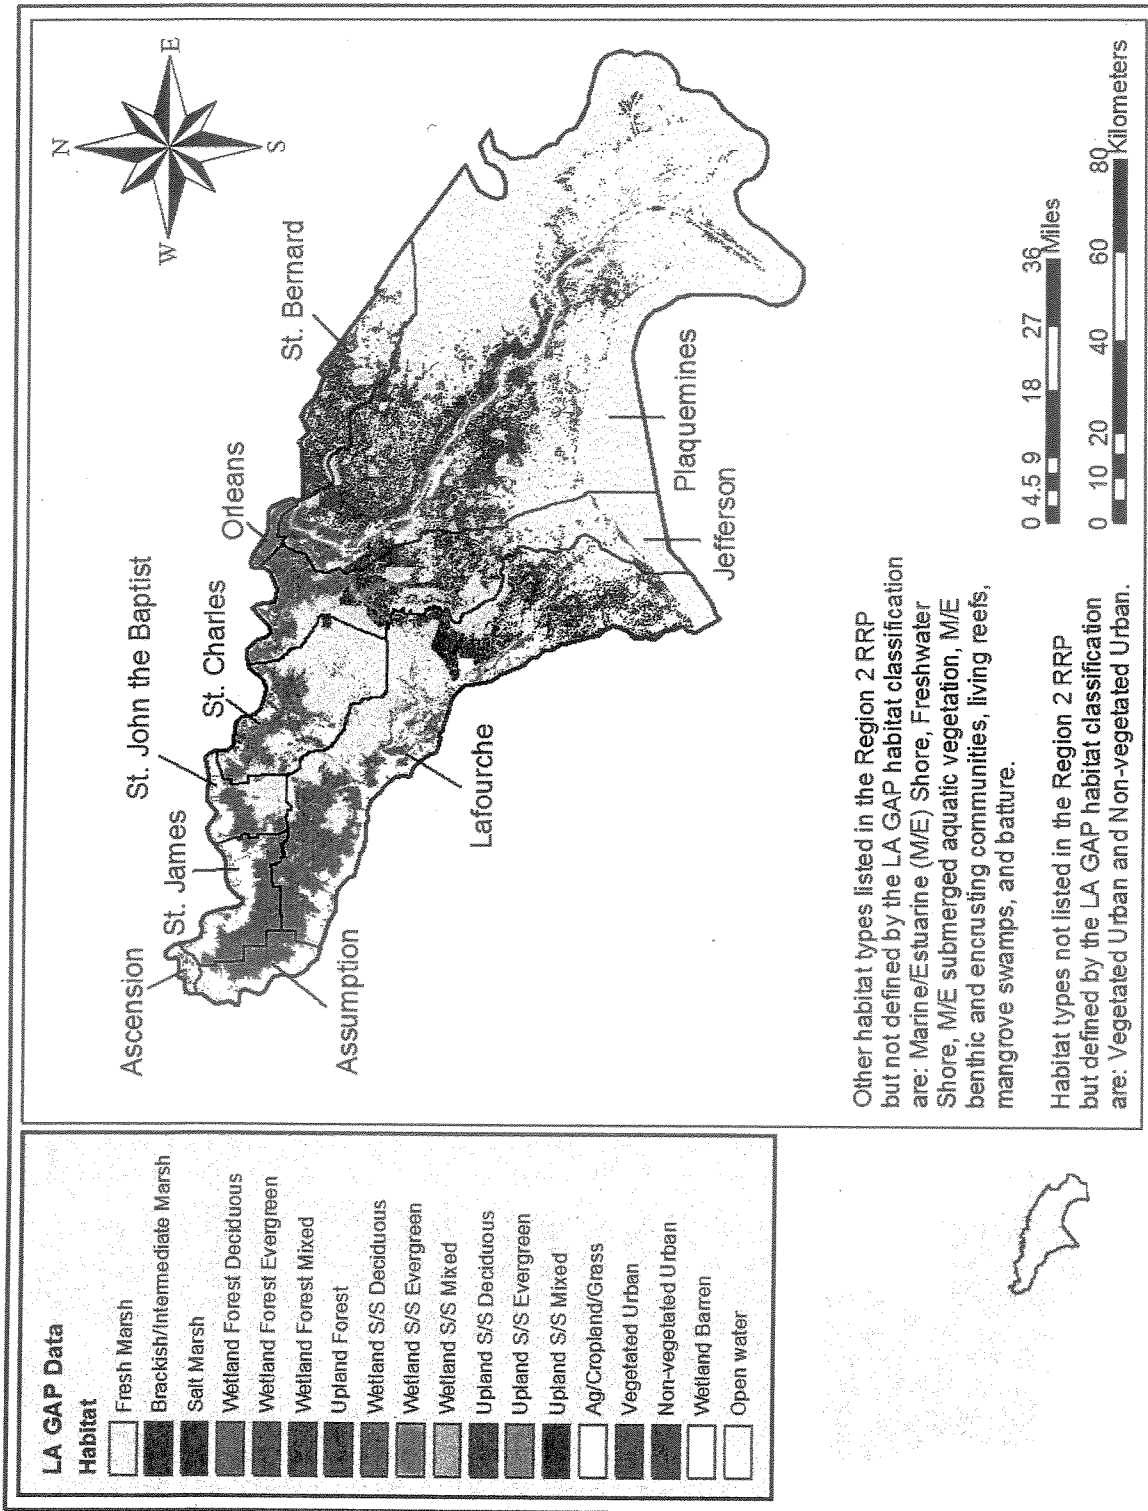 LA GAP Data
Habitat
Fresh Marsh
Brackish/Intermediate Marsh
Salt Marsh
Wetland Forest Deciduous
Wetland Forest Evergreen
Wetland Forest Mixed
Upland Forest
Wetland S/S Deciduous
Wetland S/S Evergreen
Wetland S/S Mixed
Upland S/S Deciduous
Upland S/S Evergreen
Upland S/S Mixed
Ag/Cropland/Grass
Vegetated Urban
Non-vegetated Urban
Wetland Barren
Open water
N
W
E
S
Ascension
St. James
St. John the Baptist
St. Charles
Orleans
St. Bernard
Assumption
Lafourche
Jefferson
Plaquemines
Other habitat types listed in the Region 2 RRP
but not defined by the LA GAP habitat classification
are: Marine/Estuarine (M/E) Shore, Freshwater
Shore, M/E submerged aquatic vegetation, M/E
benthic and encrusting communities, living reefs,
mangrove swamps, and batture.
Habitat types not listed in the Region 2 RRP
but defined by the LA GAP habitat classification
are: Vegetated Urban and Non-vegetated Urban.
0 4.5 9 18 27 36
Miles
0 10 20 40 60 80
Kilometers